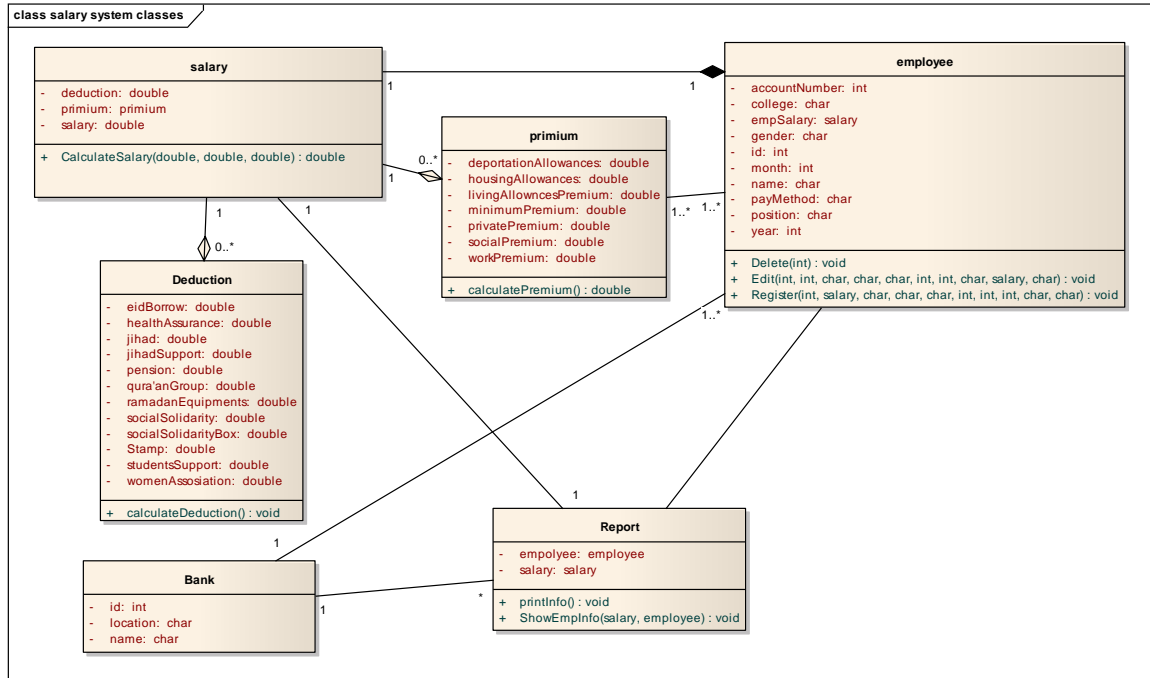 class salary system classes
salary
- deduction: double
- primium: primium
- salary: double
+ CalculateSalary(double, double, double) : double
1
1
employee
- accountNumber: int
- college: char
- empSalary: salary
- gender: char
- id: int
- month: int
- name: char
- payMethod: char
- position: char
- year: int
+ Delete(int) : void
+ Edit(int, int, char, char, char, int, int, char, salary, char) : void
+ Register(int, salary, char, char, char, int, int, int, char, char) : void
primium
- deportationAllowances: double
- housingAllowances: double
- livingAllowncesPremium: double
- minimumPremium: double
- privatePremium: double
- socialPremium: double
- workPremium: double
+ calculatePremium() : double
0..*
1
1..*
1..*
1
0..*
1
Deduction
- eidBorrow: double
- healthAssurance: double
- jihad: double
- jihadSupport: double
- pension: double
- qura'anGroup: double
- ramadanEquipments: double
- socialSolidarity: double
- socialSolidarityBox: double
- Stamp: double
- studentsSupport: double
- womenAssosiation: double
+ calculateDeduction() : void
1..*
1
1
Report
- empolyee: employee
- salary: salary
+ printInfo() : void
+ ShowEmpInfo(salary, employee) : void
Bank
- id: int
- location: char
- name: char
1
*